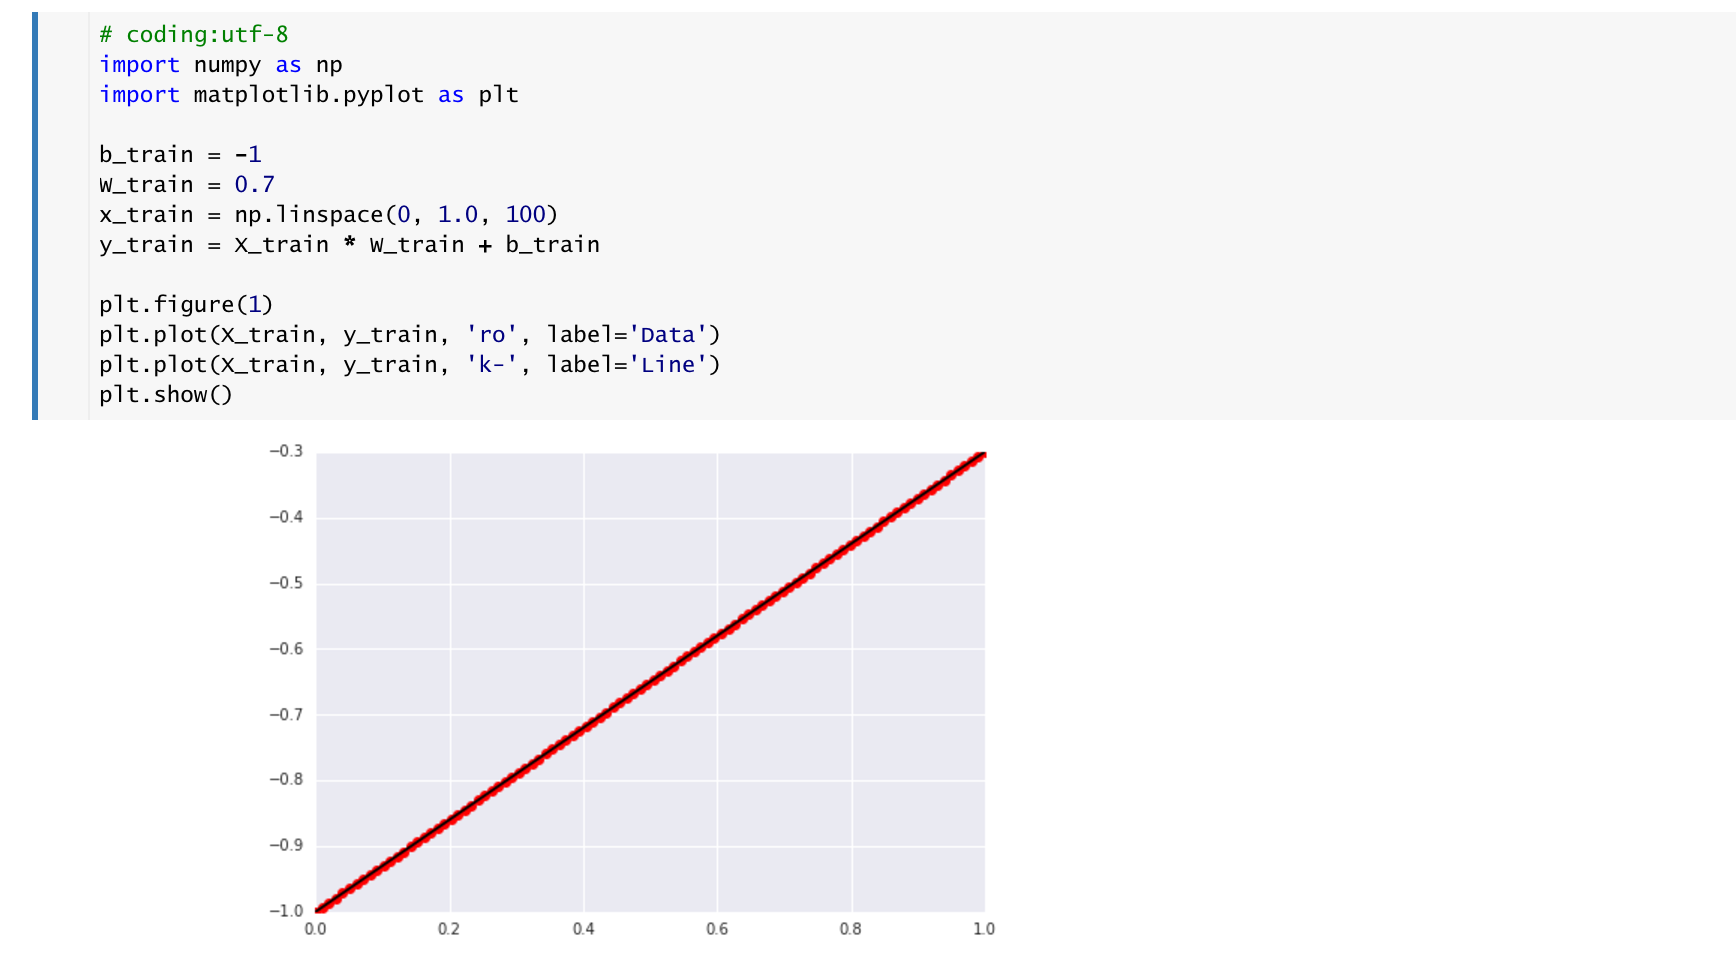 # coding:utf-8
import numpy as np
import matplotlib.pyplot as plt
b_train = -1
w_train = 0.7
x_train = np.linspace(0, 1.0, 100)
y_train = X_train * W_train + b_train
plt.figure(1)
plt.plot(X_train, y_train, 'ro', label='Data')
plt.plot(X_train, y_train, 'k-', label='Line')
plt.show()
−0.3
−0.4
−0.5
−0.6
−0.7
−0.8
−0.9
−1.0
0.0 0.2 0.4 0.6 0.8 1.0